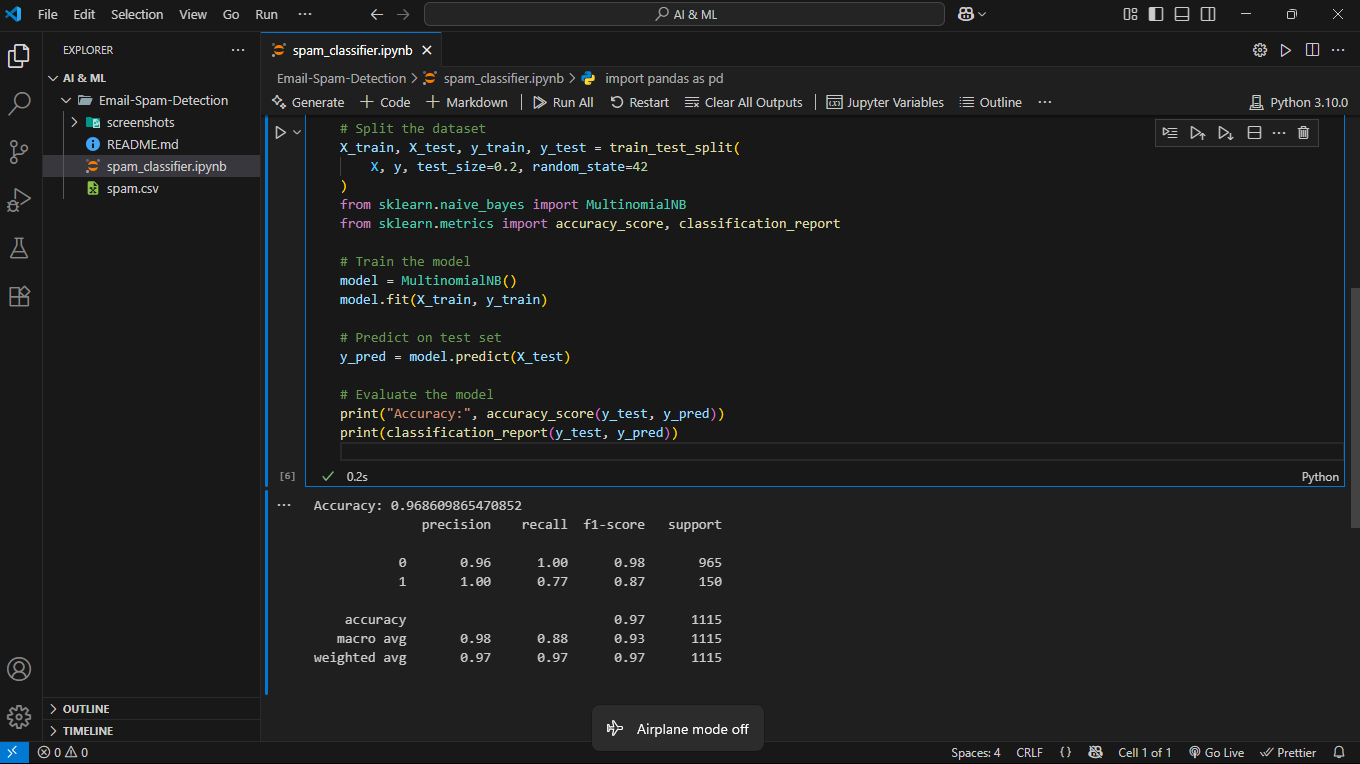 File Edit Selection View Go Run ··· AI & ML
EXPLORER ···
AI & ML
Email-Spam-Detection
screenshots
README.md
spam_classifier.ipynb
spam.csv
OUTLINE
TIMELINE
spam_classifier.ipynb
Email-Spam-Detection > spam_classifier.ipynb > import pandas as pd
Generate + Code + Markdown | Run All Restart Clear All Outputs | Jupyter Variables Outline ··· Python 3.10.0
# Split the dataset
X_train, X_test, y_train, y_test = train_test_split(
    X, y, test_size=0.2, random_state=42
)
from sklearn.naive_bayes import MultinomialNB
from sklearn.metrics import accuracy_score, classification_report

# Train the model
model = MultinomialNB()
model.fit(X_train, y_train)

# Predict on test set
y_pred = model.predict(X_test)

# Evaluate the model
print("Accuracy:", accuracy_score(y_test, y_pred))
print(classification_report(y_test, y_pred))
[6] ✓ 0.2s Python
··· Accuracy: 0.968609865470852
              precision    recall  f1-score   support

           0       0.96      1.00      0.98       965
           1       1.00      0.77      0.87       150

    accuracy                           0.97      1115
   macro avg       0.98      0.88      0.93      1115
weighted avg       0.97      0.97      0.97      1115
Airplane mode off
0 0 Spaces: 4 CRLF {} Cell 1 of 1 Go Live Prettier